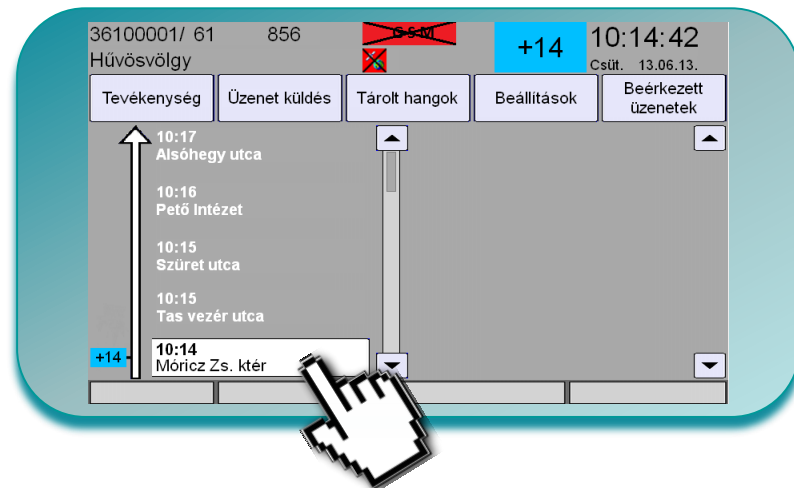 36100001/ 61 856 GSM +14 10:14:42
Hűvösvölgy Csüt. 13.06.13.
Tevékenység Üzenet küldés Tárolt hangok Beállítások Beérkezett üzenetek
10:17
Alsóhegy utca
10:16
Pető Intézet
10:15
Szüret utca
10:15
Tas vezér utca
+14 10:14
Móricz Zs. ktér